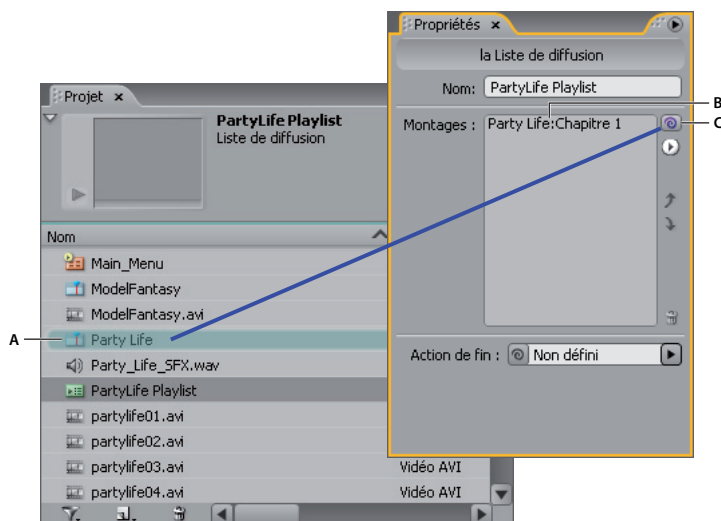 Propriétés
la Liste de diffusion
Nom: PartyLife Playlist
B
Montages : Party Life:Chapitre 1
C
Action de fin : Non défini
Projet
PartyLife Playlist
Liste de diffusion
Nom
Main_Menu
ModelFantasy
ModelFantasy.avi
A
Party Life
Party_Life_SFX.wav
PartyLife Playlist
partylife01.avi
partylife02.avi
partylife03.avi Vidéo AVI
partylife04.avi Vidéo AVI